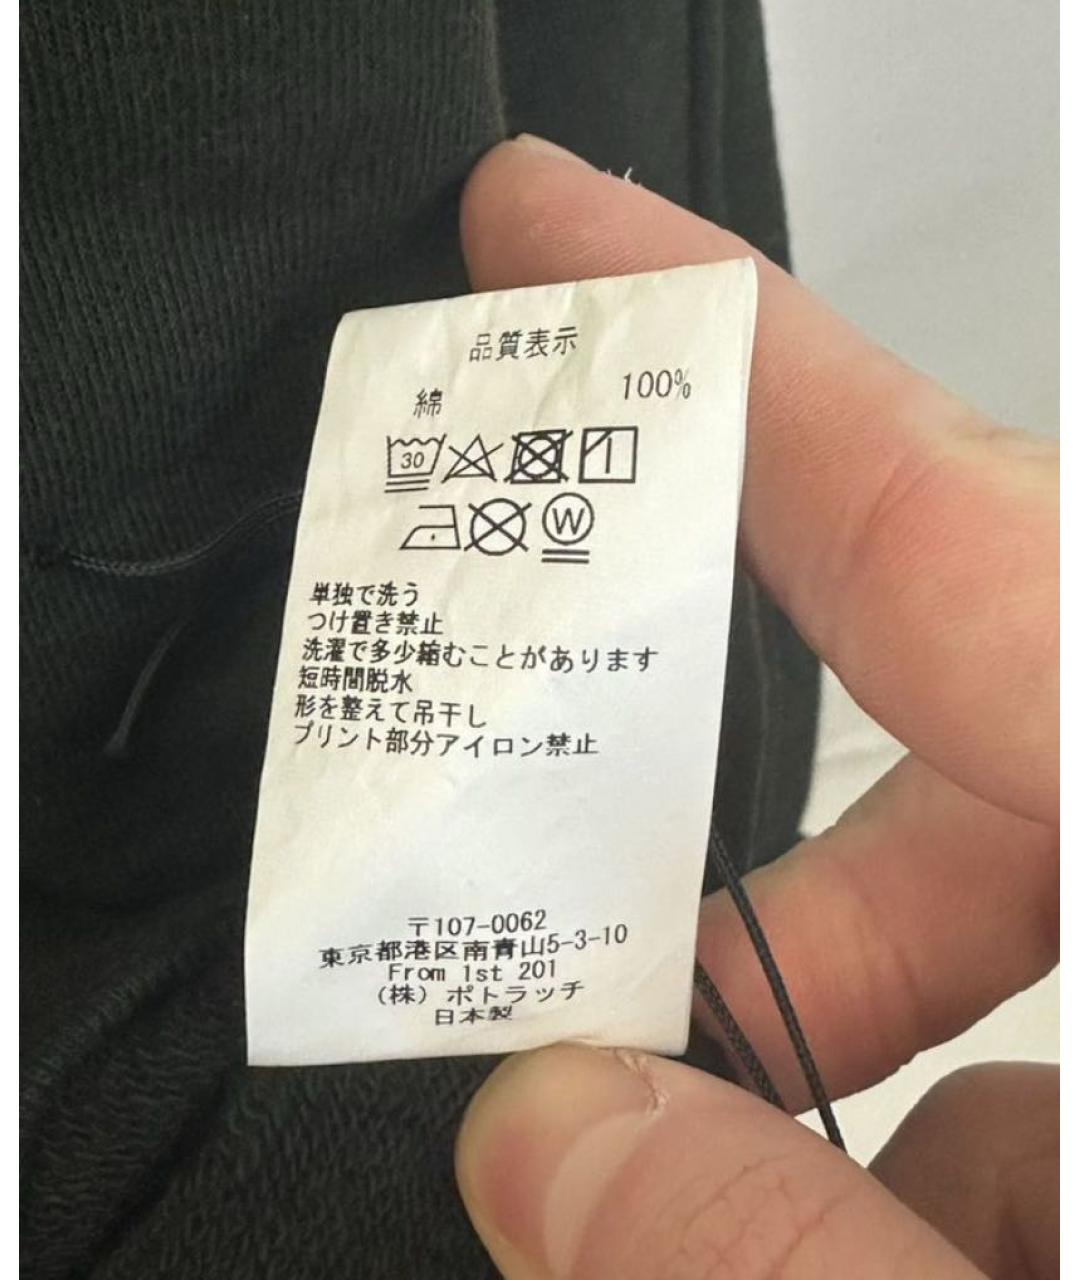 品質表示
綿 100%
30
W
単独で洗う
つけ置き禁止
洗濯で多少縮むことがあります
短時間脱水
形を整えて吊干し
プリント部分アイロン禁止
〒107-0062
東京都港区南青山5-3-10
From 1st 201
(株) ポトラッチ
日本製